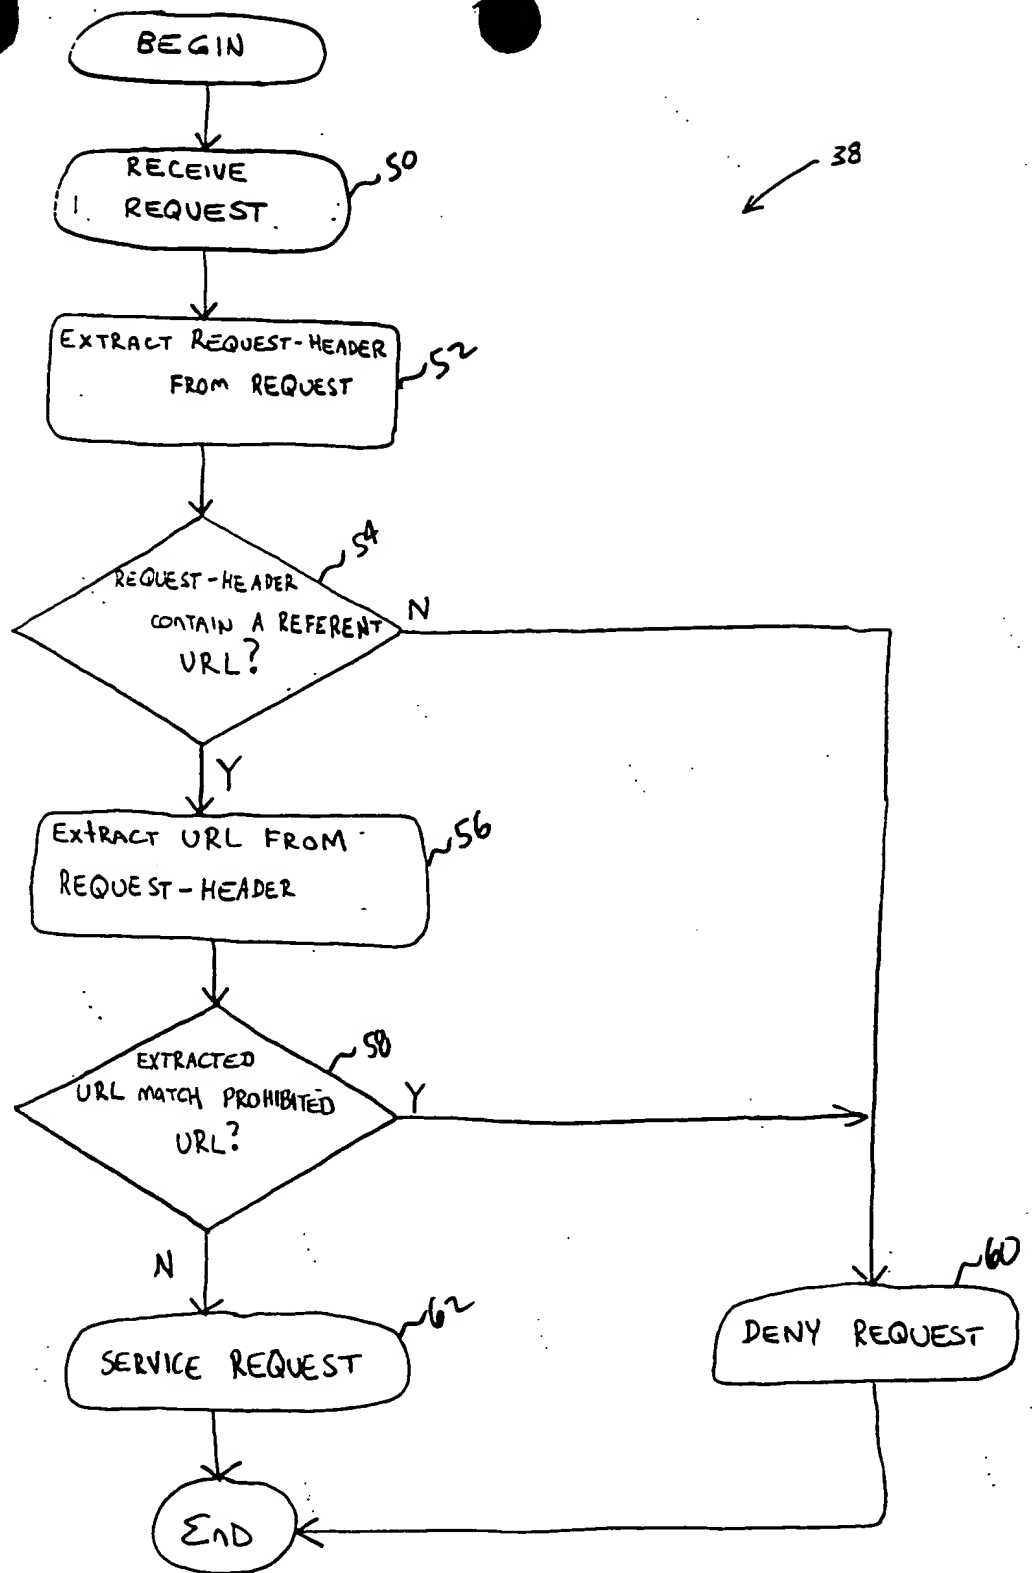 BEGIN
RECEIVE
REQUEST
50
38
EXTRACT REQUEST-HEADER
FROM REQUEST
52
54
REQUEST-HEADER
CONTAIN A REFERENT
URL?
N
Y
EXTRACT URL FROM
REQUEST-HEADER
56
58
EXTRACTED
URL MATCH PROHIBITED
URL?
Y
N
60
DENY REQUEST
62
SERVICE REQUEST
END